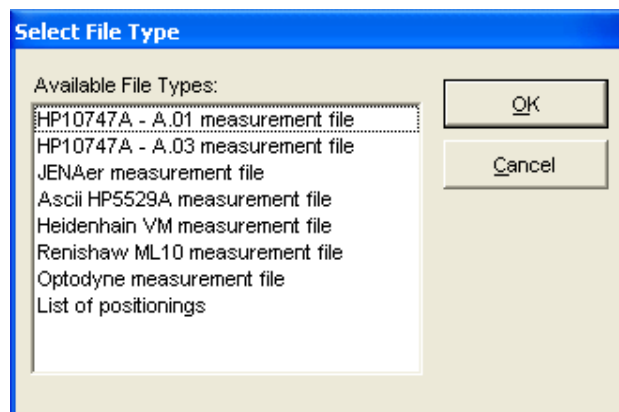 Select File Type
Available File Types:
HP10747A - A.01 measurement file
HP10747A - A.03 measurement file
JENAer measurement file
Ascii HP5529A measurement file
Heidenhain VM measurement file
Renishaw ML10 measurement file
Optodyne measurement file
List of positionings
OK
Cancel